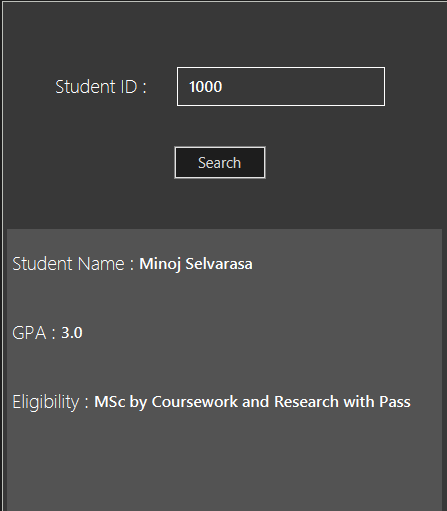 Student ID : 1000
Search
Student Name : Minoj Selvarasa
GPA : 3.0
Eligibility : MSc by Coursework and Research with Pass